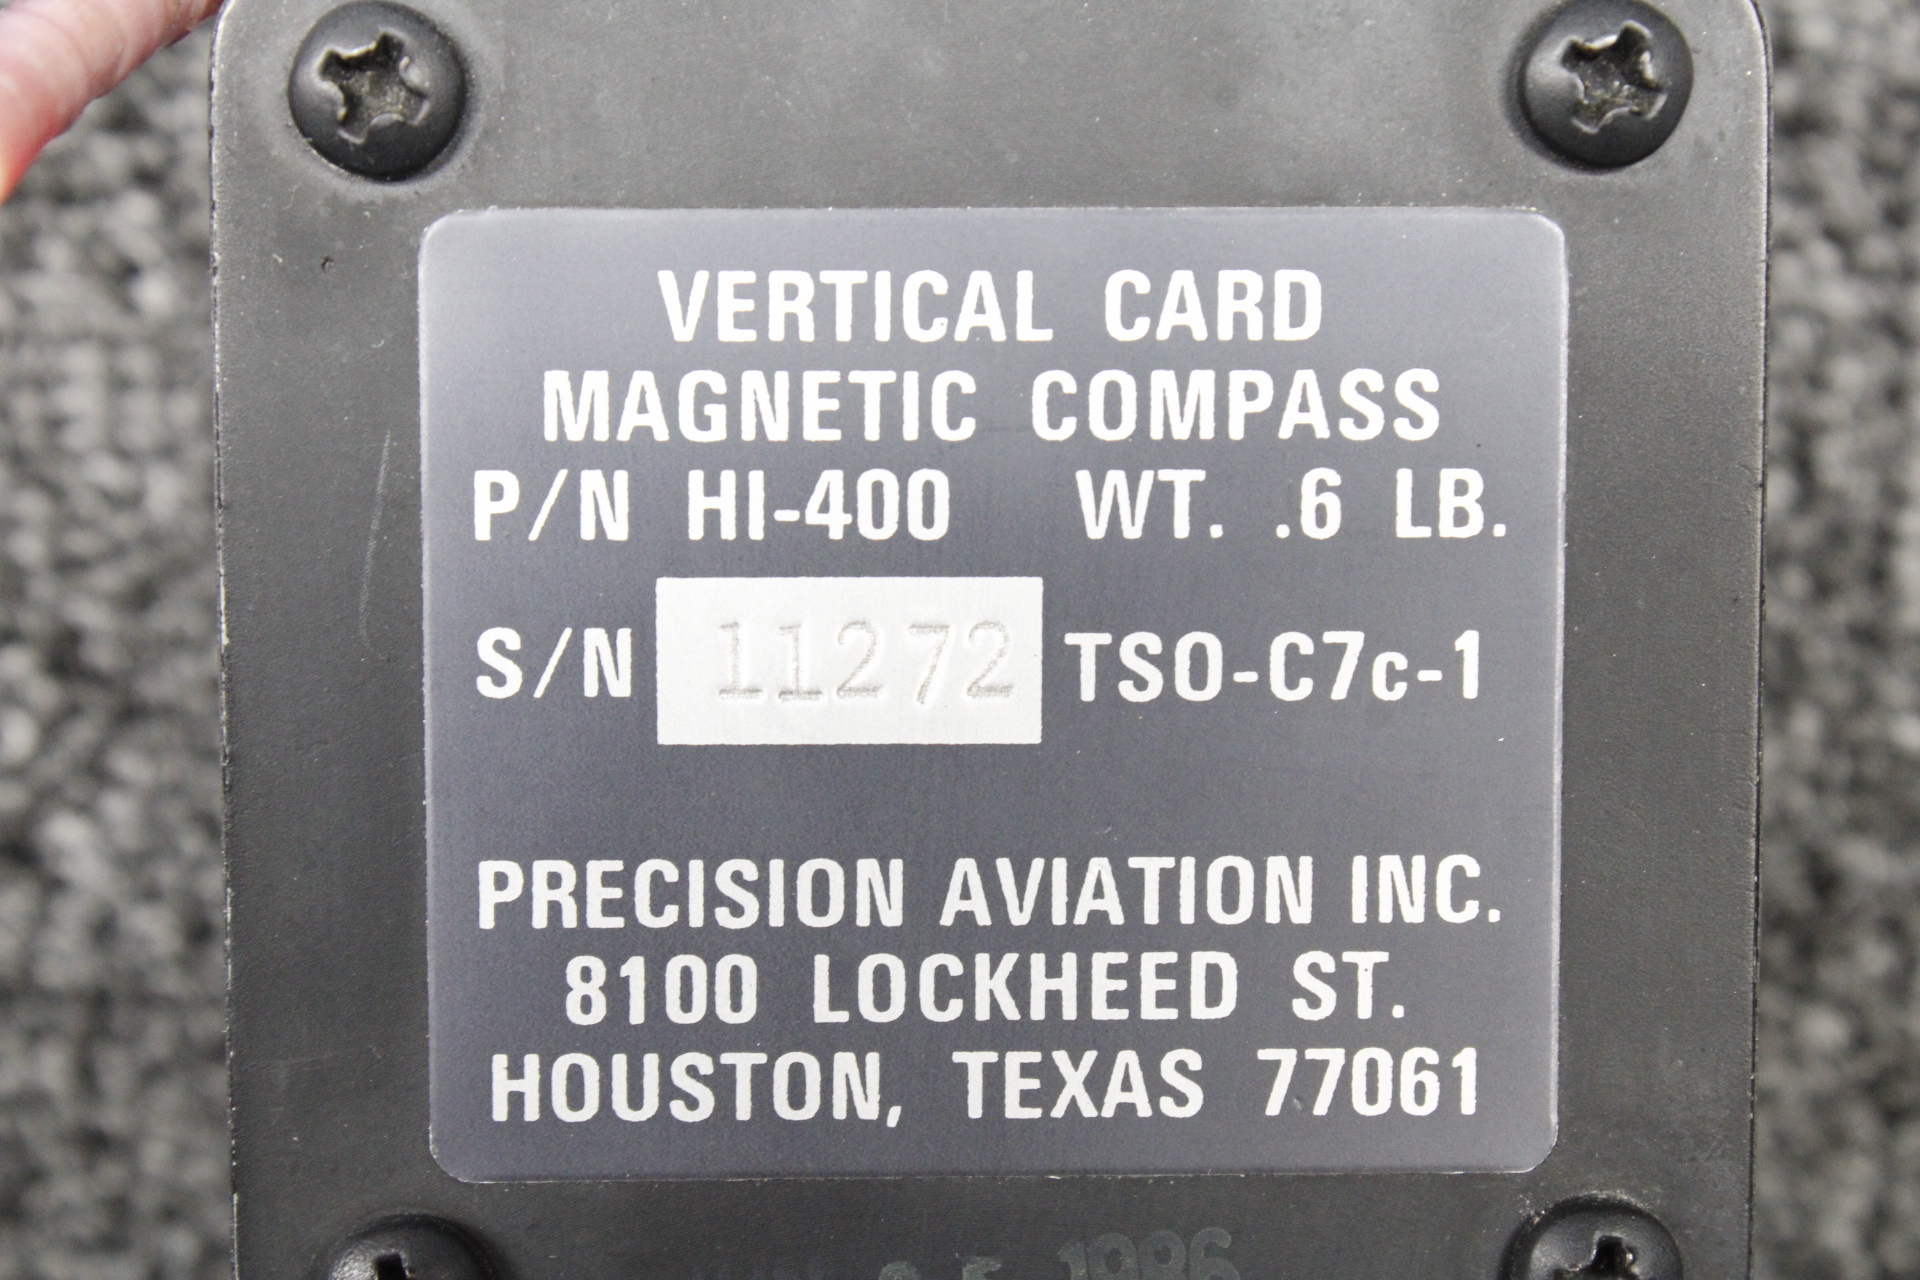 VERTICAL CARD
MAGNETIC COMPASS
P/N HI-400 WT. .6 LB.
S/N 11272 TSO-C7c-1
PRECISION AVIATION INC.
8100 LOCKHEED ST.
HOUSTON, TEXAS 77061
1986